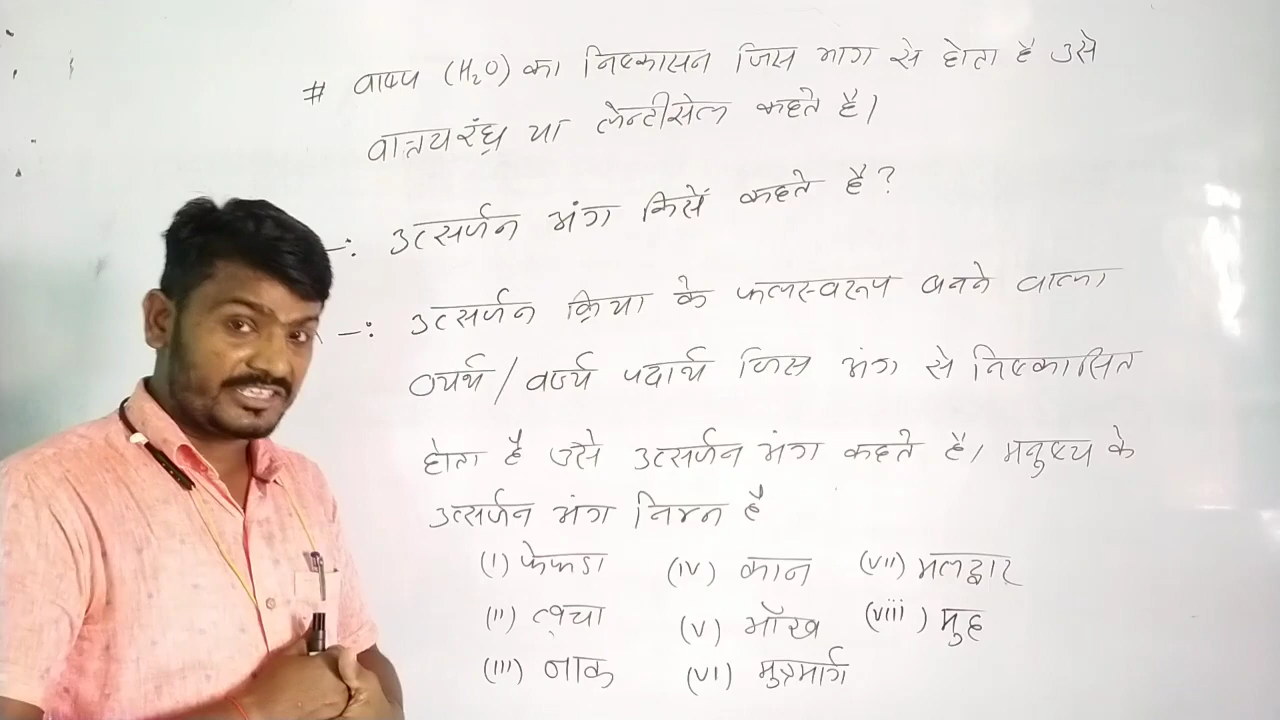 # वाष्प (H₂O) का निष्कासन जिस भाग से होता है उसे
वातयरंध्र या लेन्टीसेल कहते है।
-: उत्सर्जन अंग किसें कहते है ?
-: उत्सर्जन क्रिया के फलस्वरूप बनने वाला
व्यर्थ / वर्ज्य पदार्थ जिस अंग से निष्कासित
होता है उसे उत्सर्जन अंग कहते है। मनुष्य के
उत्सर्जन अंग निम्न है
(I) फेफडा (IV) कान (VII) मलद्वार
(II) त्वचा (V) आँख (viii) मुह
(III) नाक (VI) मुत्रमार्ग